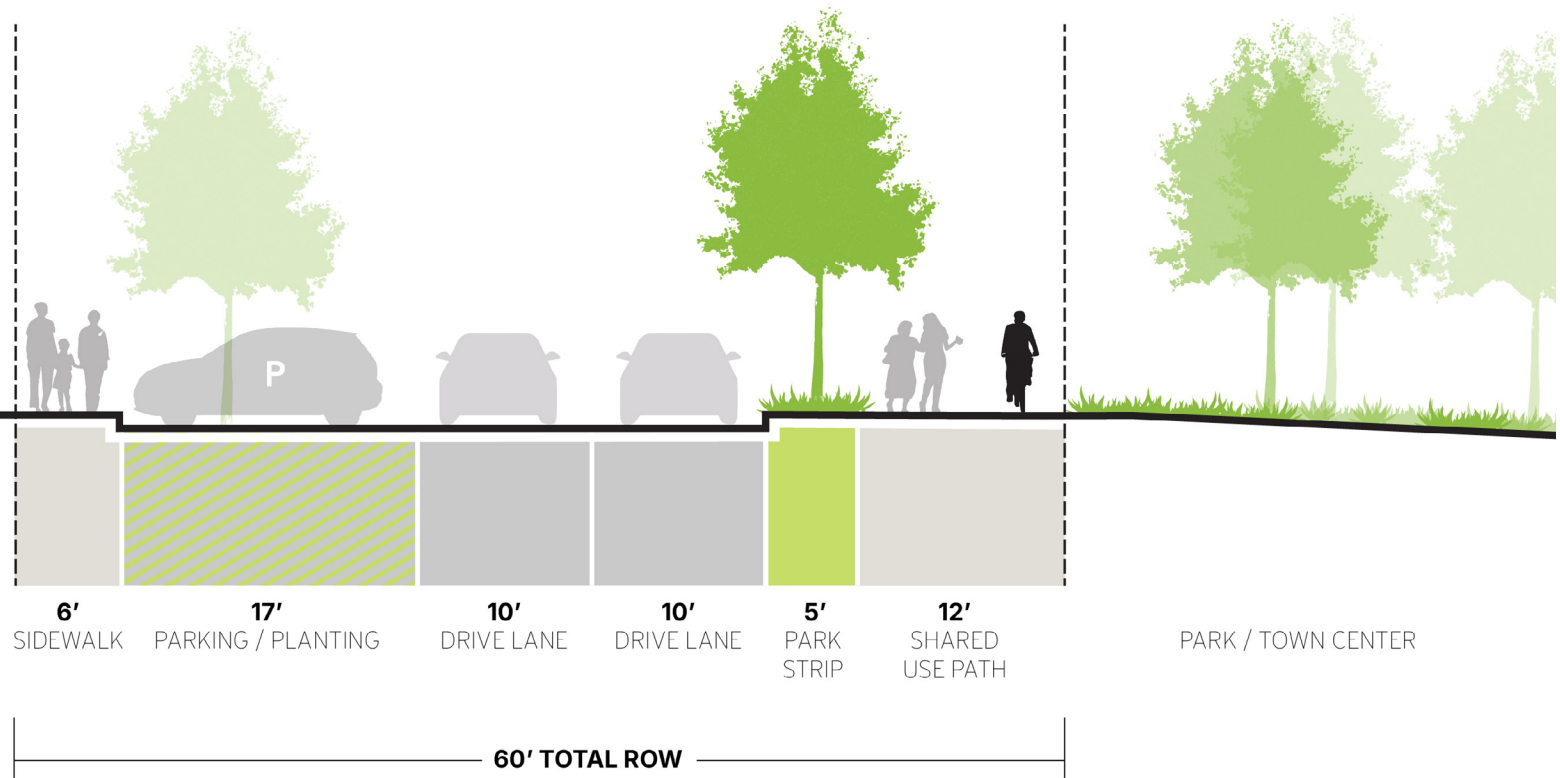 P
6′
SIDEWALK
17′
PARKING / PLANTING
10′
DRIVE LANE
10′
DRIVE LANE
5′
PARK
STRIP
12′
SHARED
USE PATH
PARK / TOWN CENTER
60′ TOTAL ROW